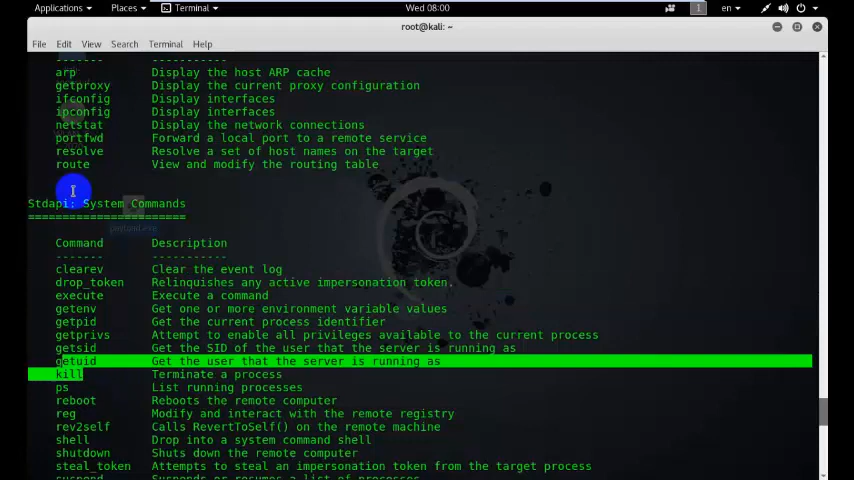 Applications Places Terminal Wed 08:00 1 en
root@kali: ~
File Edit View Search Terminal Help
------- -----------
arp Display the host ARP cache
getproxy Display the current proxy configuration
ifconfig Display interfaces
ipconfig Display interfaces
netstat Display the network connections
portfwd Forward a local port to a remote service
resolve Resolve a set of host names on the target
route View and modify the routing table
Stdapi: System Commands
=======================
Command Description
------- -----------
clearev Clear the event log
drop_token Relinquishes any active impersonation token.
execute Execute a command
getenv Get one or more environment variable values
getpid Get the current process identifier
getprivs Attempt to enable all privileges available to the current process
getsid Get the SID of the user that the server is running as
getuid Get the user that the server is running as
kill Terminate a process
ps List running processes
reboot Reboots the remote computer
reg Modify and interact with the remote registry
rev2self Calls RevertToSelf() on the remote machine
shell Drop into a system command shell
shutdown Shuts down the remote computer
steal_token Attempts to steal an impersonation token from the target process
suspend Suspends or resumes a list of processes